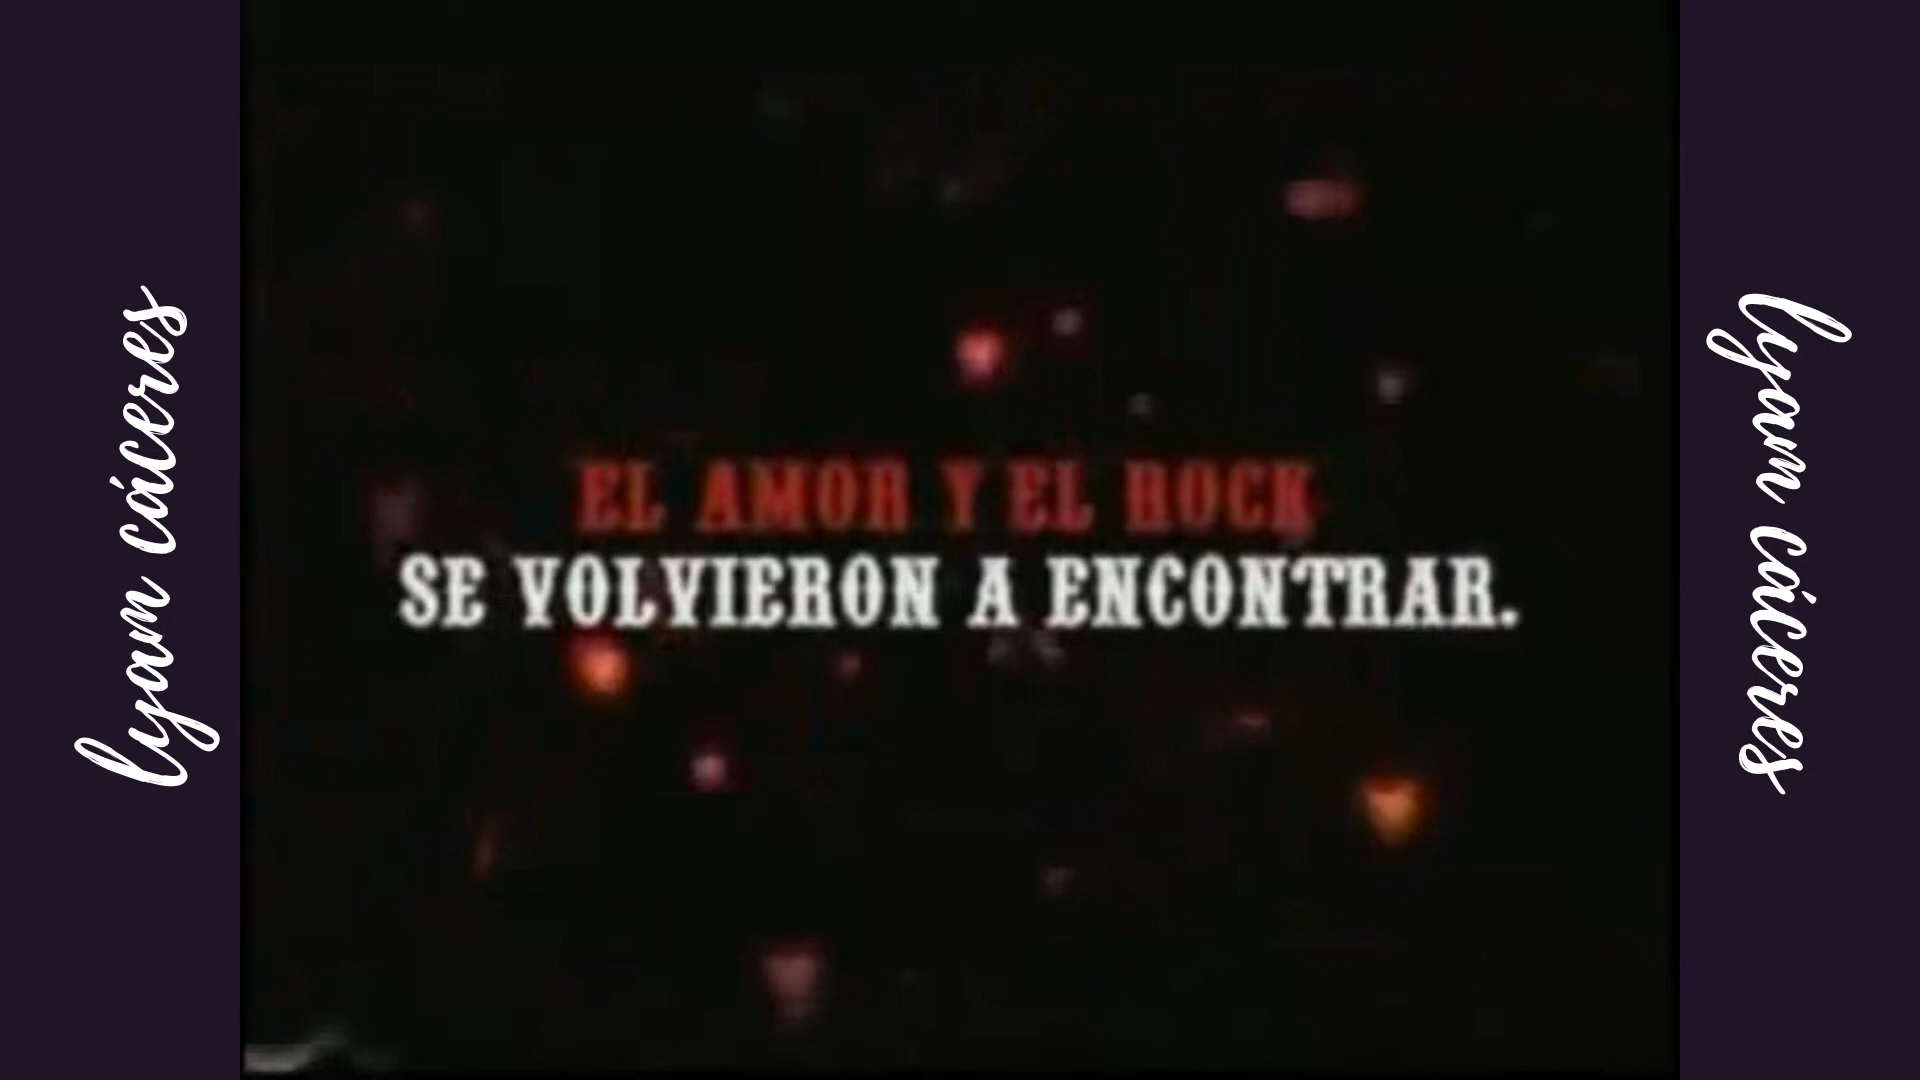 lyam cáceres
EL AMOR Y EL ROCK
SE VOLVIERON A ENCONTRAR.
lyam cáceres